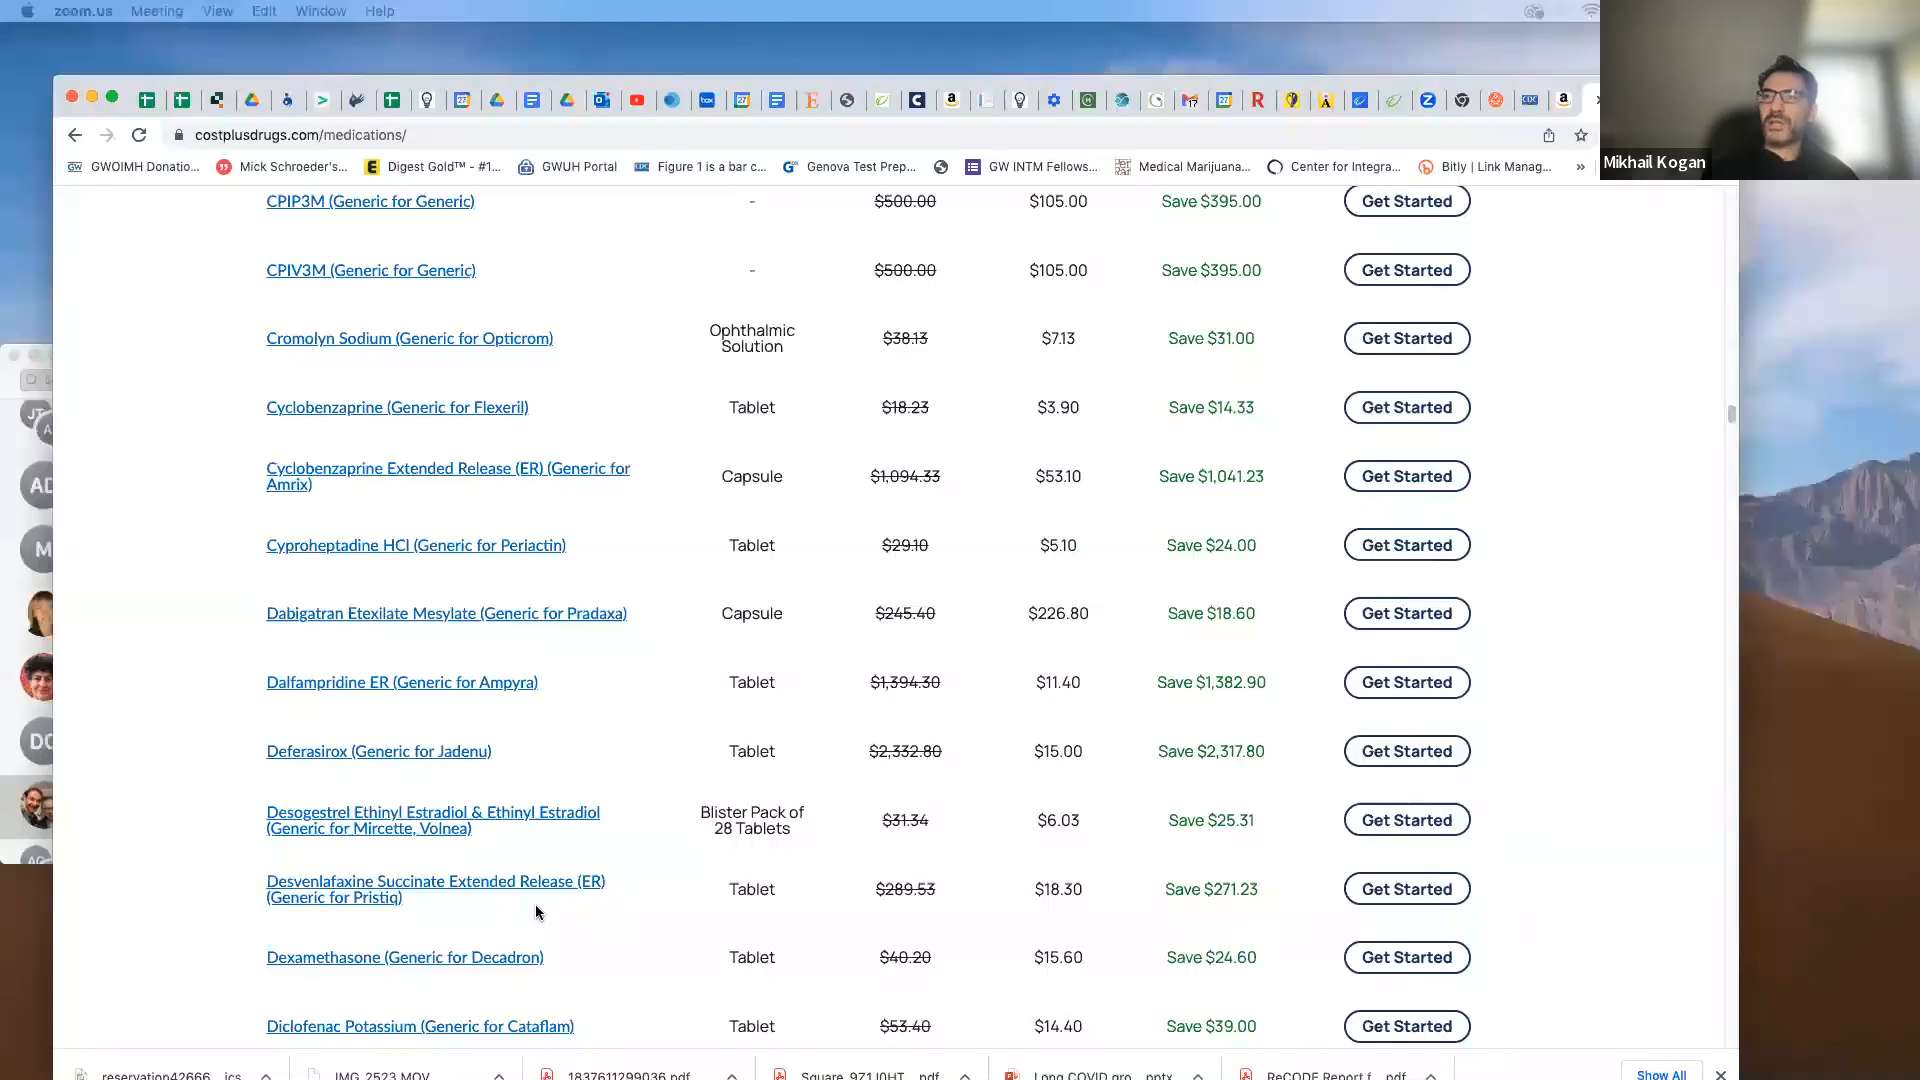 zoom.us Meeting View Edit Window Help
costplusdrugs.com/medications/
GWOIMH Donatio... Mick Schroeder's... Digest Gold™ - #1... GWUH Portal Figure 1 is a bar c... Genova Test Prep... GW INTM Fellows... Medical Marijuana... Center for Integra... Bitly | Link Manag... »
Mikhail Kogan
CPIP3M (Generic for Generic) - $500.00 $105.00 Save $395.00 Get Started
CPIV3M (Generic for Generic) - $500.00 $105.00 Save $395.00 Get Started
Cromolyn Sodium (Generic for Opticrom) Ophthalmic Solution $38.13 $7.13 Save $31.00 Get Started
Cyclobenzaprine (Generic for Flexeril) Tablet $18.23 $3.90 Save $14.33 Get Started
Cyclobenzaprine Extended Release (ER) (Generic for
Amrix) Capsule $1,094.33 $53.10 Save $1,041.23 Get Started
Cyproheptadine HCl (Generic for Periactin) Tablet $29.10 $5.10 Save $24.00 Get Started
Dabigatran Etexilate Mesylate (Generic for Pradaxa) Capsule $245.40 $226.80 Save $18.60 Get Started
Dalfampridine ER (Generic for Ampyra) Tablet $1,394.30 $11.40 Save $1,382.90 Get Started
Deferasirox (Generic for Jadenu) Tablet $2,332.80 $15.00 Save $2,317.80 Get Started
Desogestrel Ethinyl Estradiol & Ethinyl Estradiol
(Generic for Mircette, Volnea) Blister Pack of 28 Tablets $31.34 $6.03 Save $25.31 Get Started
Desvenlafaxine Succinate Extended Release (ER)
(Generic for Pristiq) Tablet $289.53 $18.30 Save $271.23 Get Started
Dexamethasone (Generic for Decadron) Tablet $40.20 $15.60 Save $24.60 Get Started
Diclofenac Potassium (Generic for Cataflam) Tablet $53.40 $14.40 Save $39.00 Get Started
reservation42666....ics IMG_2523.MOV 1837611299036.pdf Long COVID gro....pptx ReCODE Report f....pdf Show All